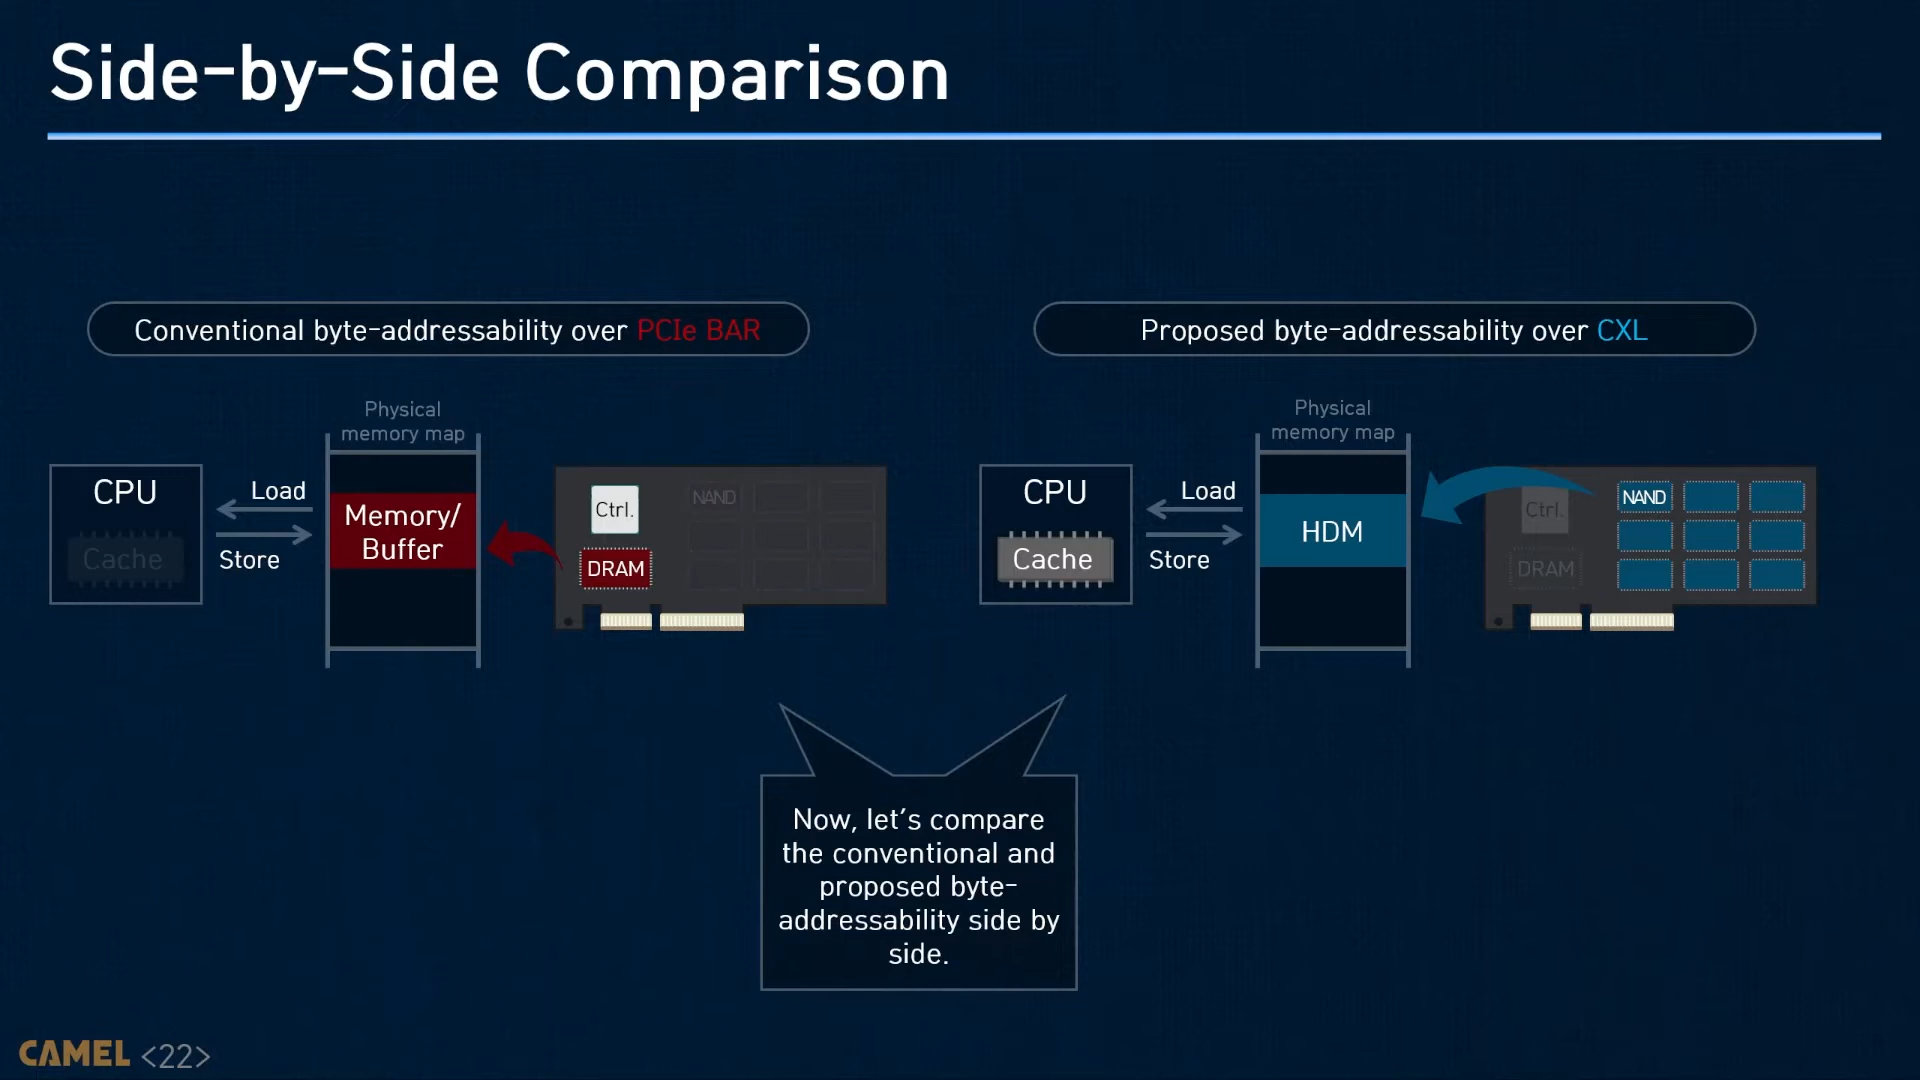 Side-by-Side Comparison
Conventional byte-addressability over PCIe BAR
Physical
memory map
CPU
Cache
Load
Store
Memory/
Buffer
Ctrl.
DRAM
NAND
Proposed byte-addressability over CXL
Physical
memory map
CPU
Cache
Load
Store
HDM
Ctrl.
DRAM
NAND
Now, let's compare
the conventional and
proposed byte-
addressability side by
side.
CAMEL <22>